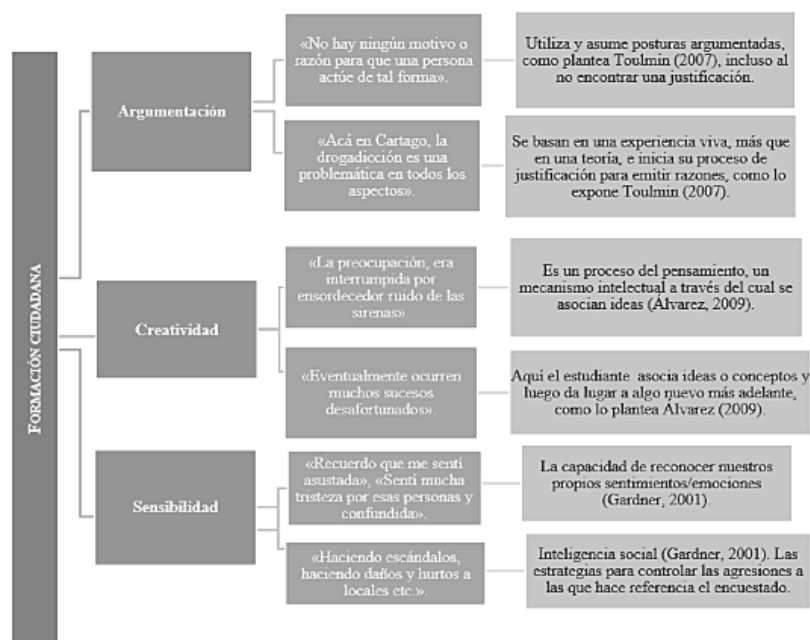 FORMACIÓN CIUDADANA
Argumentación
«No hay ningún motivo o
razón para que una persona
actúe de tal forma».
Utiliza y asume posturas argumentadas,
como plantea Toulmin (2007), incluso al
no encontrar una justificación.
«Acá en Cartago, la
drogadicción es una
problemática en todos los
aspectos».
Se basan en una experiencia viva, más que
en una teoría, e inicia su proceso de
justificación para emitir razones, como lo
expone Toulmin (2007).
Creatividad
«La preocupación, era
interrumpida por
ensordecedor ruido de las
sirenas».
Es un proceso del pensamiento, un
mecanismo intelectual a través del cual se
asocian ideas (Álvarez, 2009).
«Eventualmente ocurren
muchos sucesos
desafortunados».
Aquí el estudiante asocia ideas o conceptos y
luego da lugar a algo nuevo más adelante,
como lo plantea Álvarez (2009).
Sensibilidad
«Recuerdo que me sentí
asustada», «Sentí mucha
tristeza por esas personas y
confundida».
La capacidad de reconocer nuestros
propios sentimientos/emociones
(Gardner, 2001).
«Haciendo escándalos,
haciendo daños y hurtos a
locales etc.».
Inteligencia social (Gardner, 2001). Las
estrategias para controlar las agresiones a
las que hace referencia el encuestado.